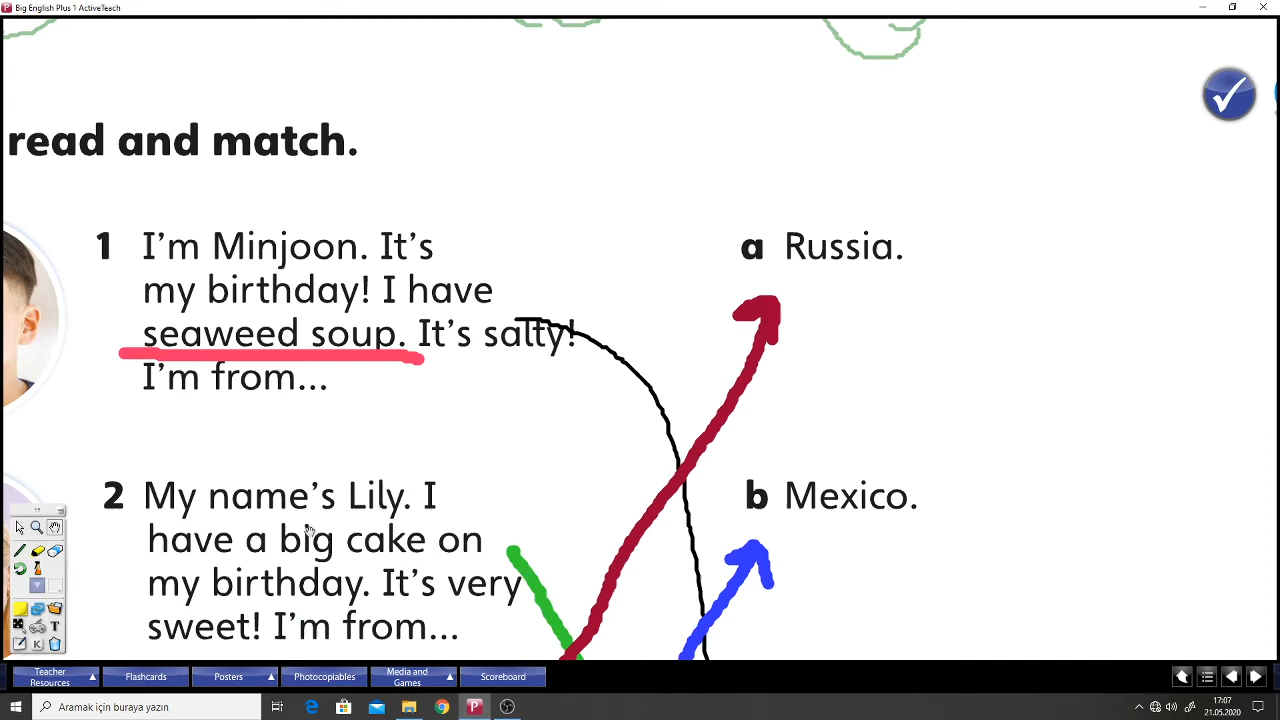 Big English Plus 1 ActiveTeach
read and match.
1 I'm Minjoon. It's
my birthday! I have
seaweed soup. It's salty!
I'm from...
a Russia.
2 My name's Lily. I
have a big cake on
my birthday. It's very
sweet! I'm from...
b Mexico.
T
K
Teacher Resources
Flashcards
Posters
Photocopiables
Media and Games
Scoreboard
Aramak için buraya yazın
17:07
21.05.2020